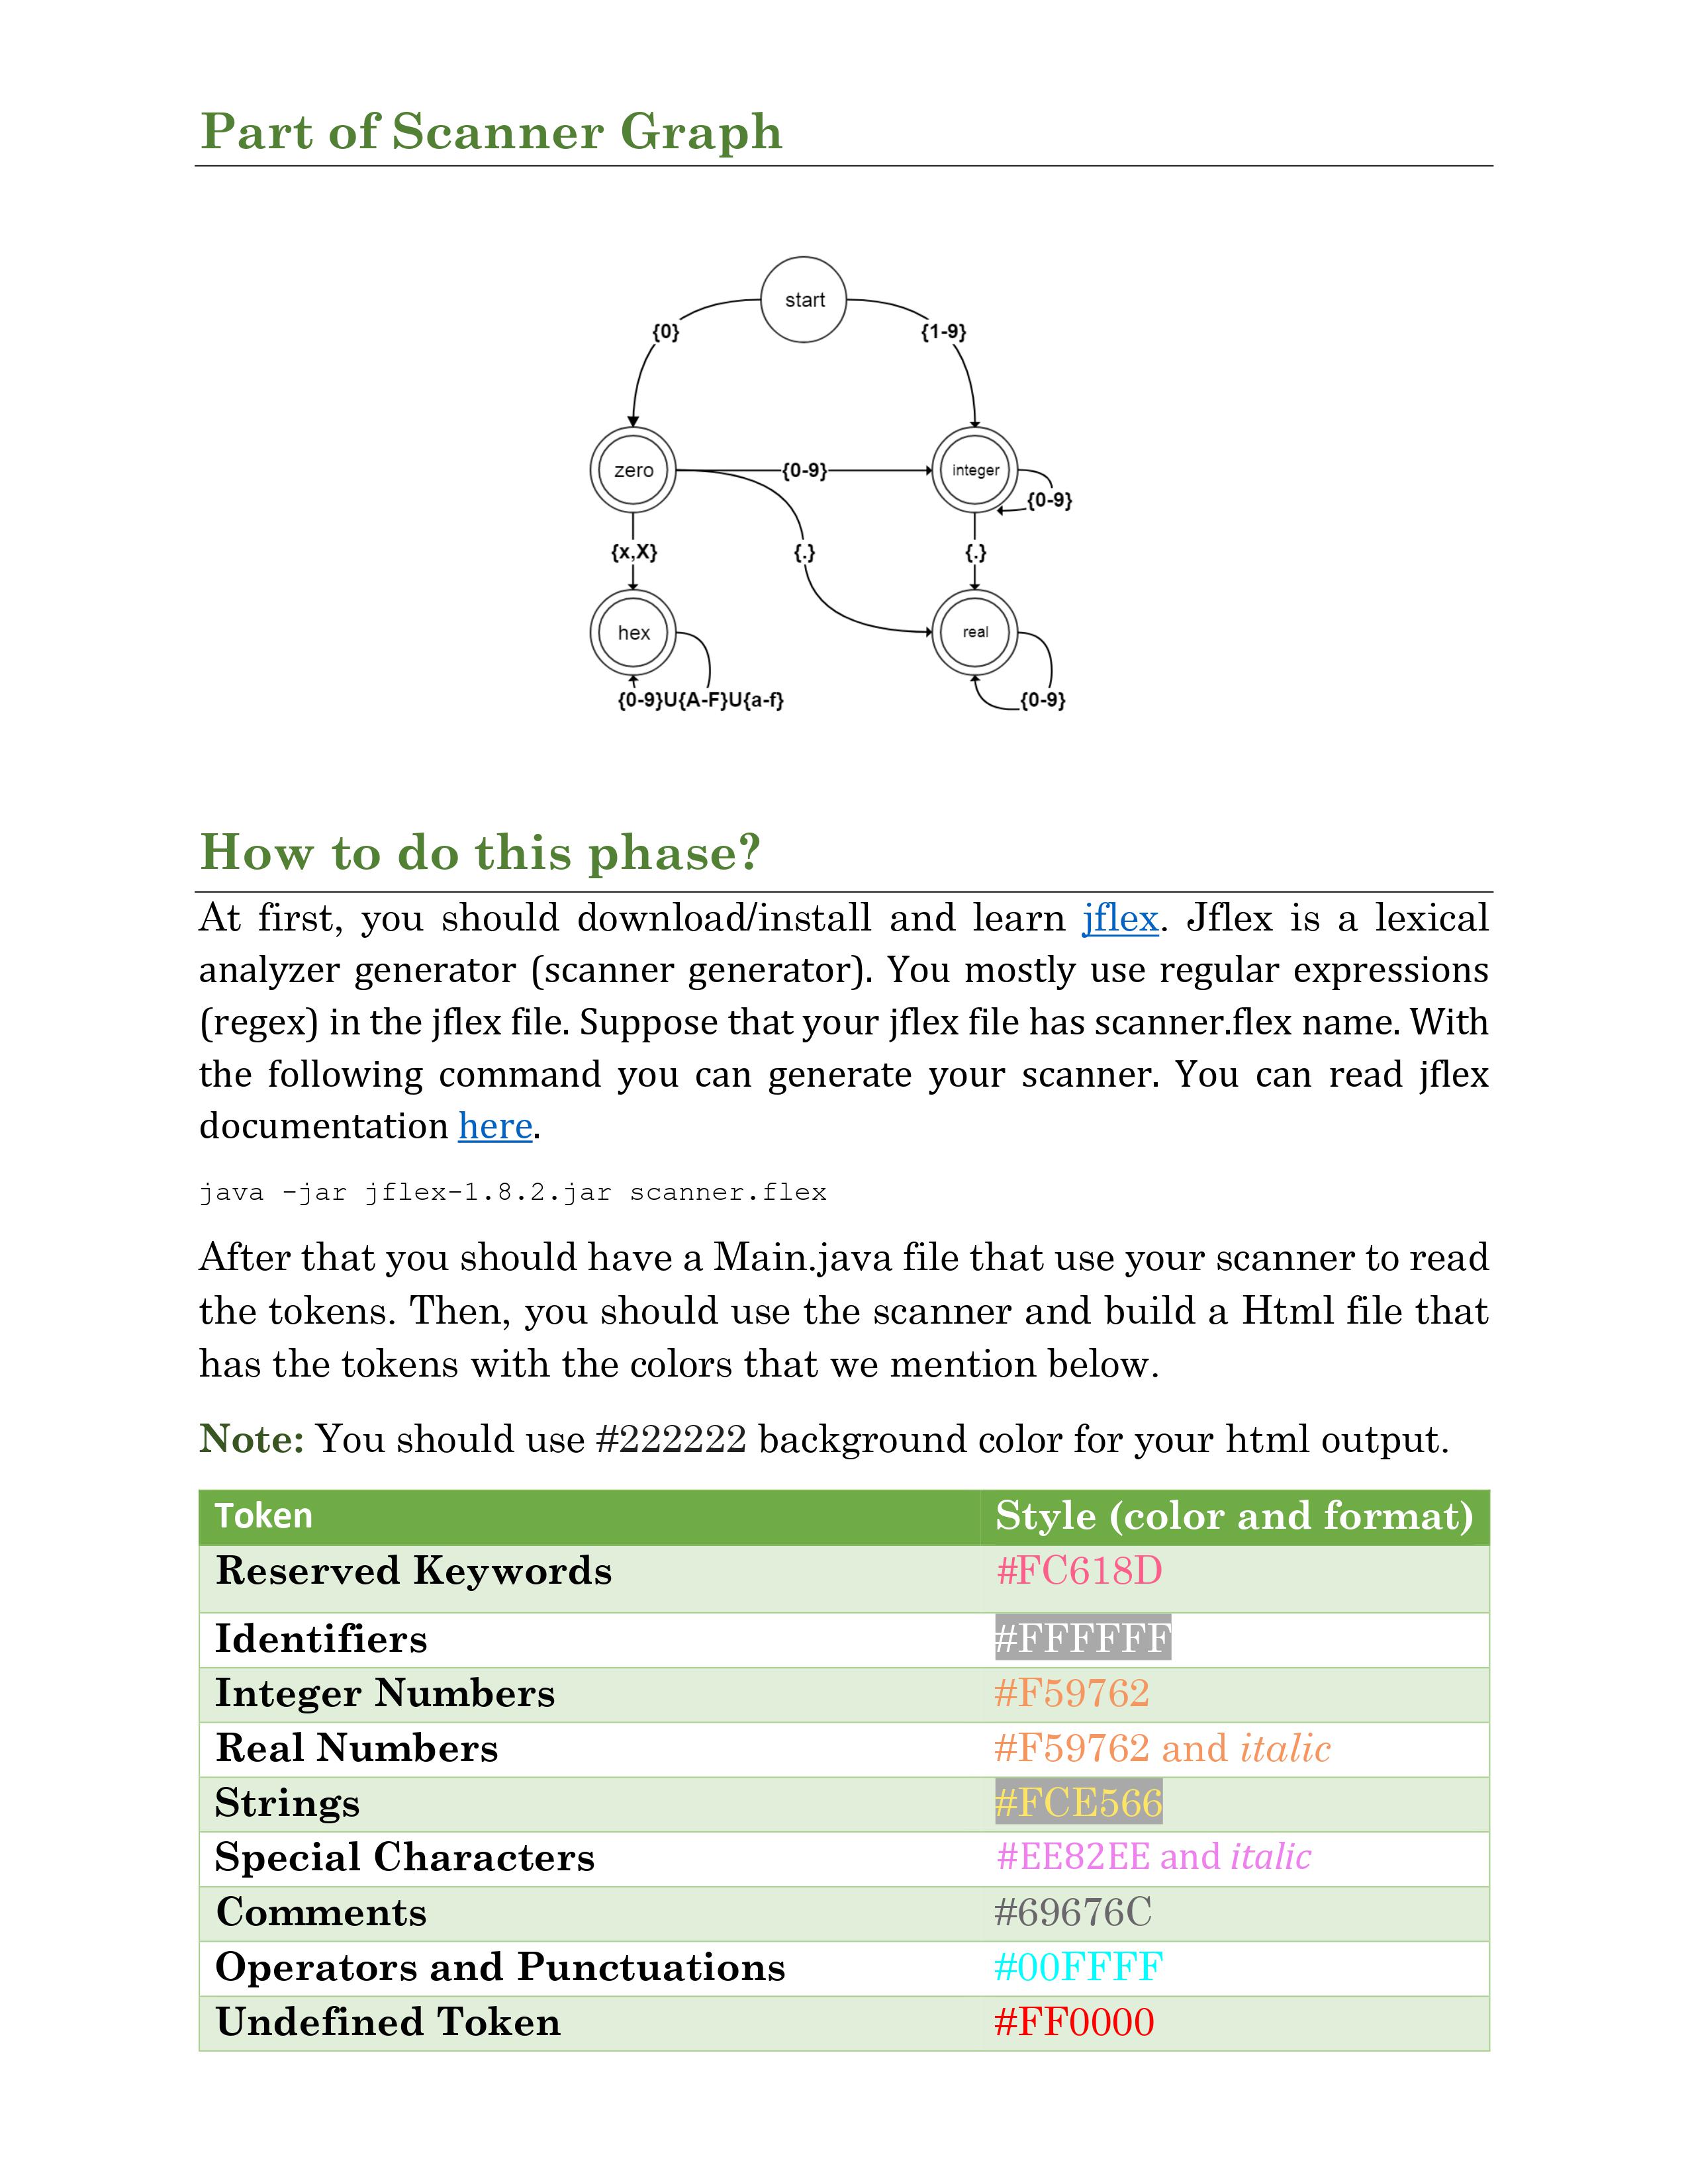 Part of Scanner Graph
start
{0}
{1-9}
zero
{0-9}
integer
{0-9}
{x,X}
{.}
{.}
hex
real
{0-9}U{A-F}U{a-f}
{0-9}
How to do this phase?
At first, you should download/install and learn jflex. Jflex is a lexical
analyzer generator (scanner generator). You mostly use regular expressions
(regex) in the jflex file. Suppose that your jflex file has scanner.flex name. With
the following command you can generate your scanner. You can read jflex
documentation here.
java -jar jflex-1.8.2.jar scanner.flex
After that you should have a Main.java file that use your scanner to read
the tokens. Then, you should use the scanner and build a Html file that
has the tokens with the colors that we mention below.
Note: You should use #222222 background color for your html output.
Token Style (color and format)
Reserved Keywords #FC618D
Identifiers #FFFFFF
Integer Numbers #F59762
Real Numbers #F59762 and italic
Strings #FCE566
Special Characters #EE82EE and italic
Comments #69676C
Operators and Punctuations #00FFFF
Undefined Token #FF0000